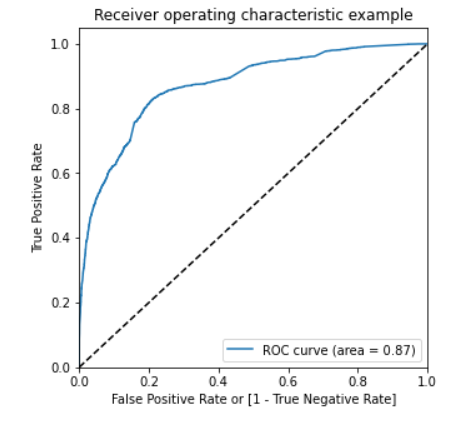 Receiver operating characteristic example
True Positive Rate
1.0
0.8
0.6
0.4
0.2
0.0
ROC curve (area = 0.87)
0.0 0.2 0.4 0.6 0.8 1.0
False Positive Rate or [1 - True Negative Rate]